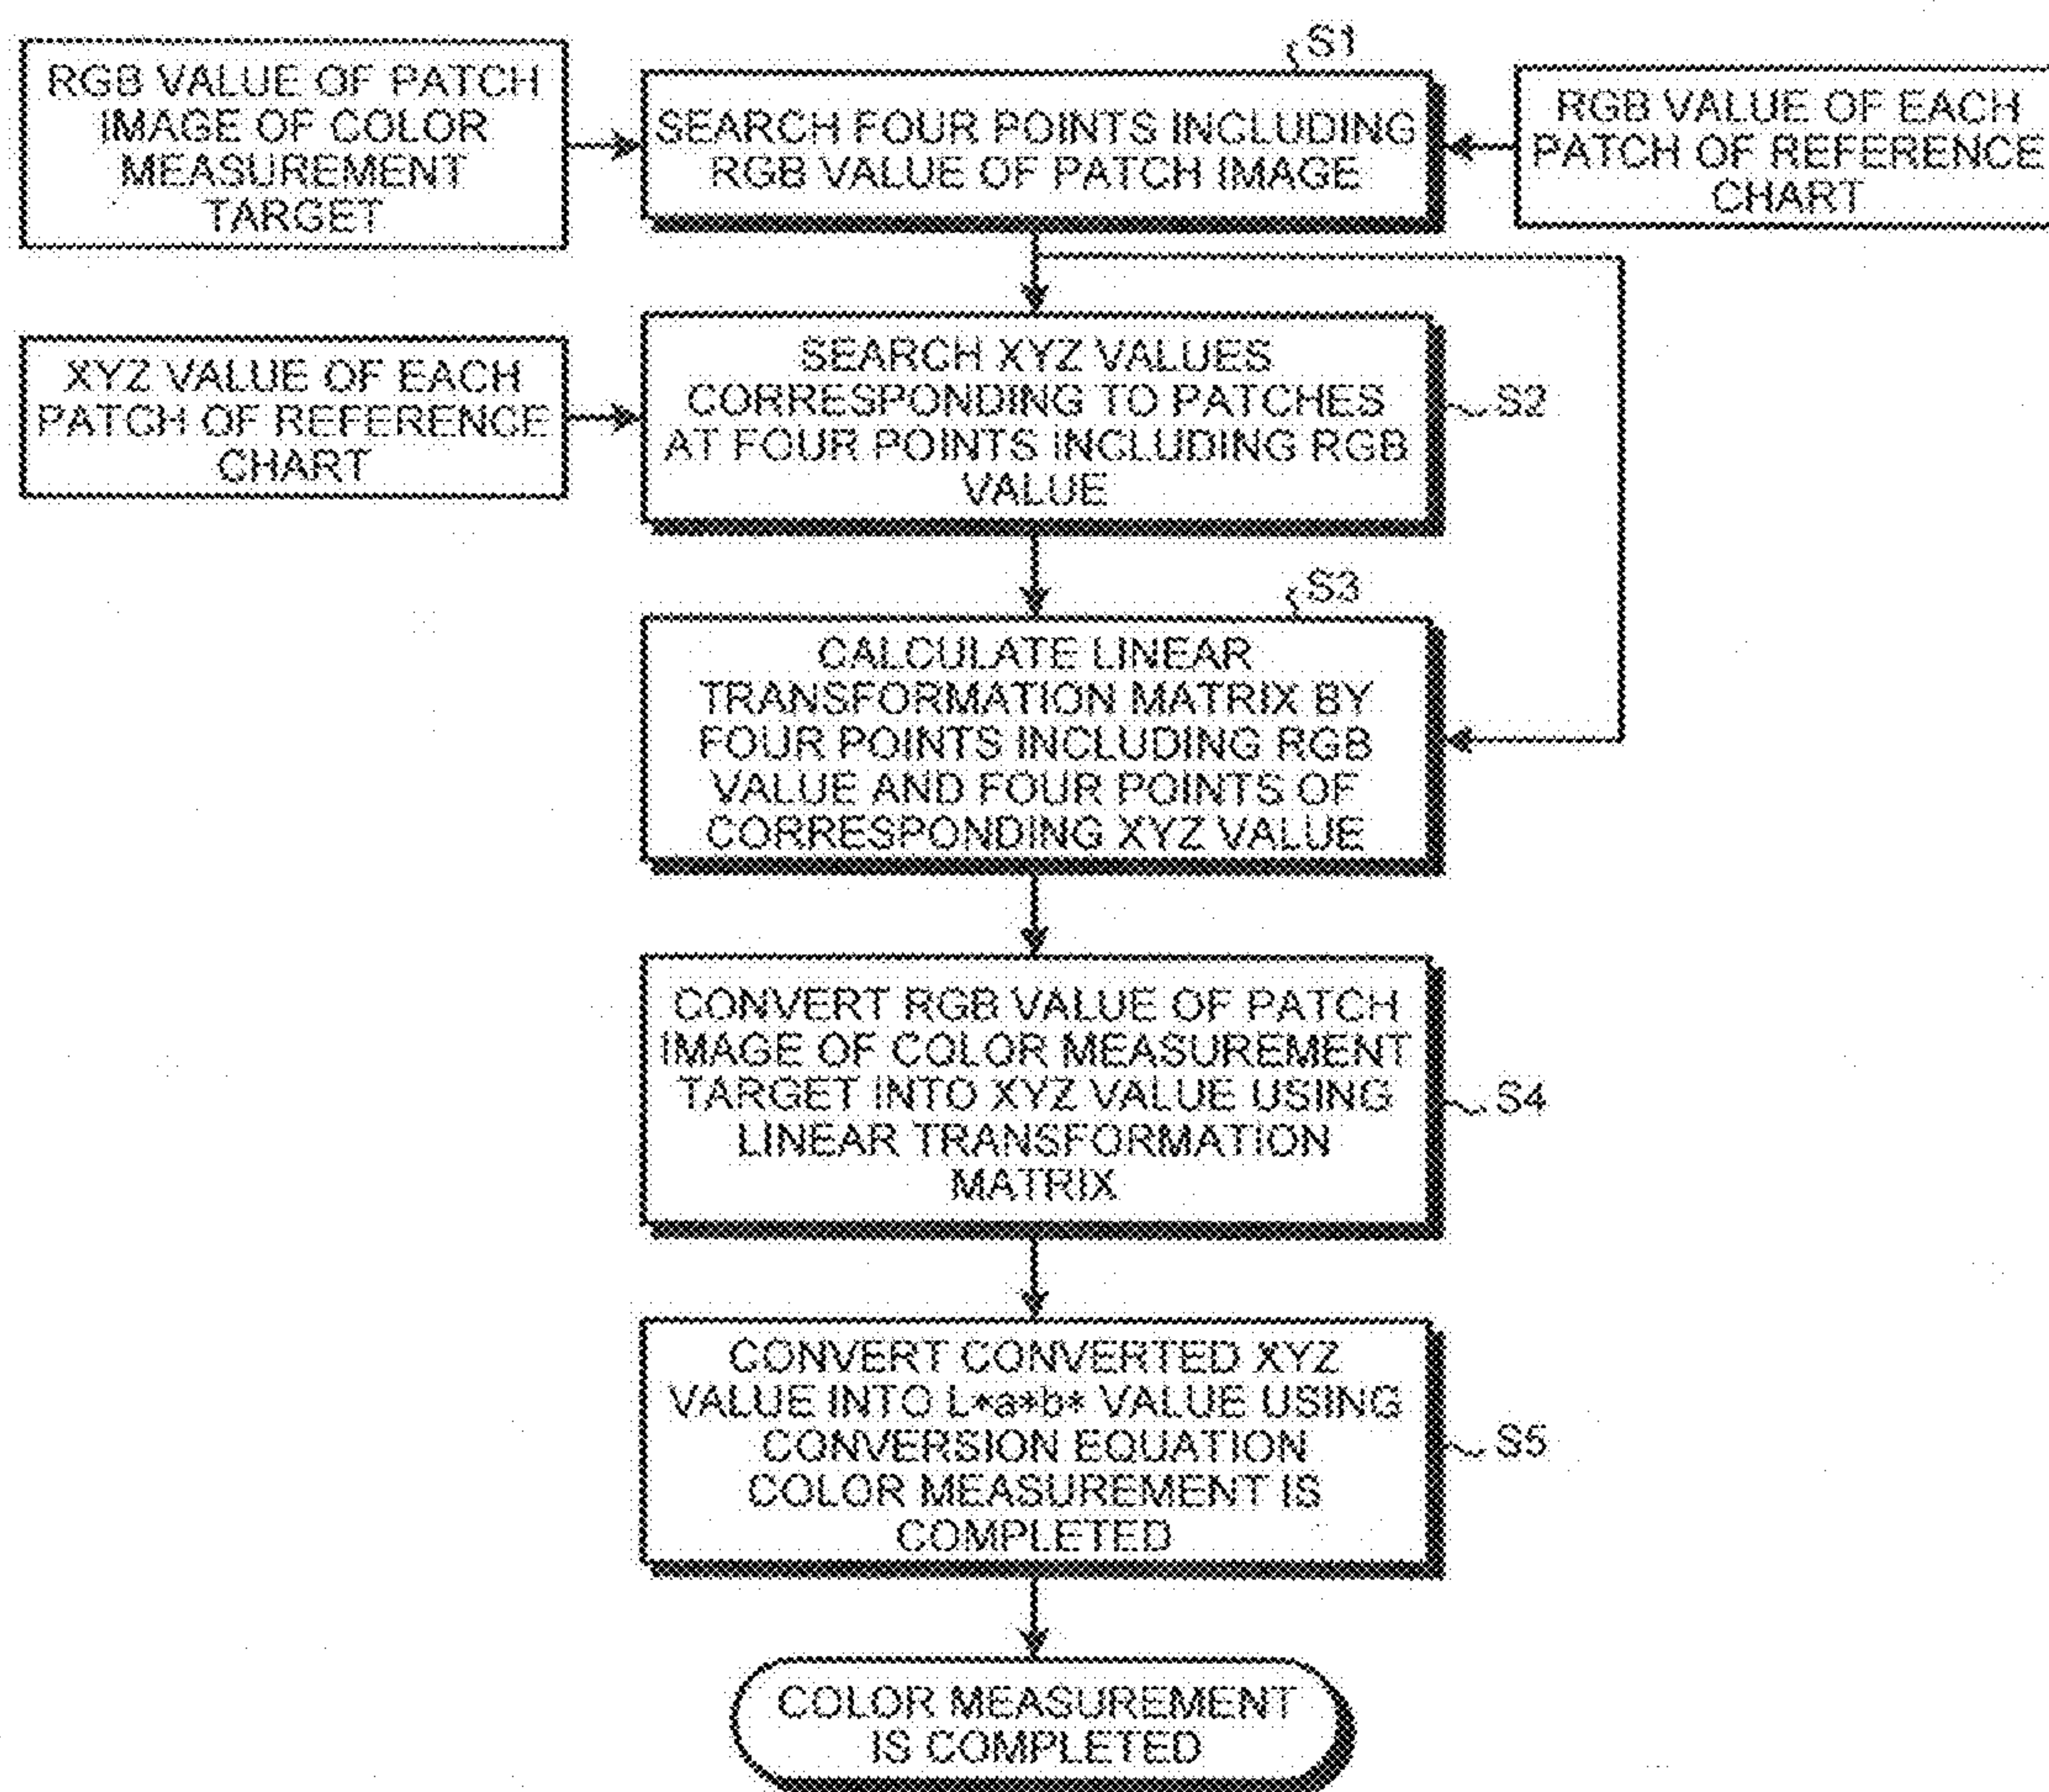 S1
RGB VALUE OF PATCH
IMAGE OF COLOR
MEASUREMENT
TARGET
SEARCH FOUR POINTS INCLUDING
RGB VALUE OF PATCH IMAGE
RGB VALUE OF EACH
PATCH OF REFERENCE
CHART
XYZ VALUE OF EACH
PATCH OF REFERENCE
CHART
SEARCH XYZ VALUES
CORRESPONDING TO PATCHES
AT FOUR POINTS INCLUDING RGB
VALUE
S2
S3
CALCULATE LINEAR
TRANSFORMATION MATRIX BY
FOUR POINTS INCLUDING RGB
VALUE AND FOUR POINTS OF
CORRESPONDING XYZ VALUE
CONVERT RGB VALUE OF PATCH
IMAGE OF COLOR MEASUREMENT
TARGET INTO XYZ VALUE USING
LINEAR TRANSFORMATION
MATRIX
S4
CONVERT CONVERTED XYZ
VALUE INTO L*a*b* VALUE USING
CONVERSION EQUATION
COLOR MEASUREMENT IS
COMPLETED
S5
COLOR MEASUREMENT
IS COMPLETED